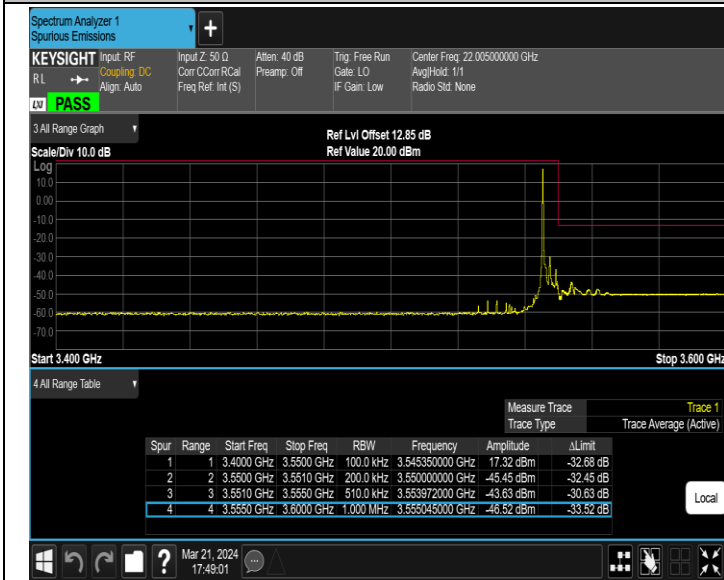 Spectrum Analyzer 1
Spurious Emissions
+
KEYSIGHT Input: RF Input Z: 50 Ω Atten: 40 dB Trig: Free Run Center Freq: 22.005000000 GHz
RL Coupling: DC Corr CCorr RCal Preamp: Off Gate: LO Avg|Hold: 1/1
Align: Auto Freq Ref: Int (S) IF Gain: Low Radio Std: None
LXI PASS
3 All Range Graph
Ref Lvl Offset 12.85 dB
Scale/Div 10.0 dB Ref Value 20.00 dBm
Log
10.0
0.00
-10.0
-20.0
-30.0
-40.0
-50.0
-60.0
-70.0
Start 3.400 GHz Stop 3.600 GHz
4 All Range Table
Measure Trace Trace 1
Trace Type Trace Average (Active)
Spur Range Start Freq Stop Freq RBW Frequency Amplitude ΔLimit
1 1 3.4000 GHz 3.5500 GHz 100.0 kHz 3.545350000 GHz 17.32 dBm -32.68 dB
2 2 3.5500 GHz 3.5510 GHz 200.0 kHz 3.550000000 GHz -45.45 dBm -32.45 dB
3 3 3.5510 GHz 3.5550 GHz 510.0 kHz 3.553972000 GHz -43.63 dBm -30.63 dB
4 4 3.5550 GHz 3.6000 GHz 1.000 MHz 3.555045000 GHz -46.52 dBm -33.52 dB
Local
? Mar 21, 2024
17:49:01